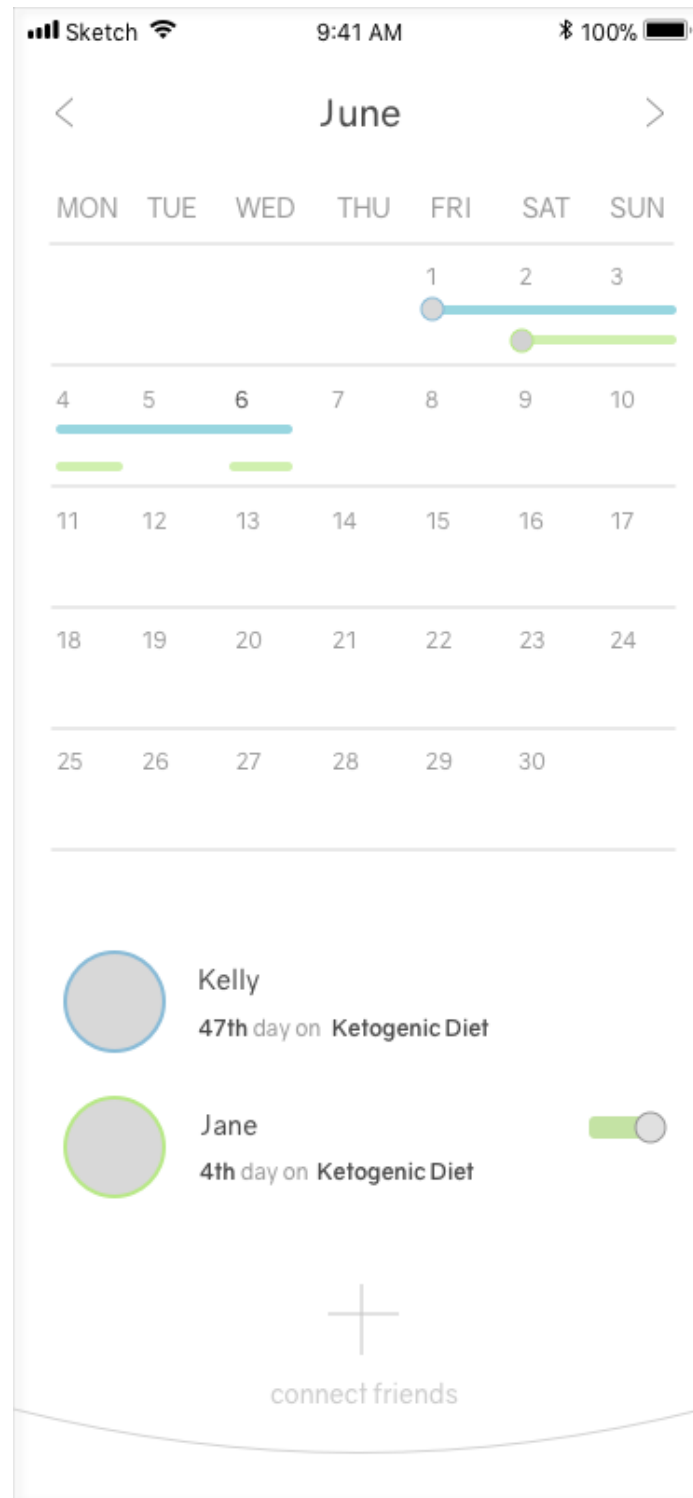 Sketch 9:41 AM 100%
June
MON TUE WED THU FRI SAT SUN
1 2 3
4 5 6 7 8 9 10
11 12 13 14 15 16 17
18 19 20 21 22 23 24
25 26 27 28 29 30
Kelly
47th day on Ketogenic Diet
Jane
4th day on Ketogenic Diet
connect friends